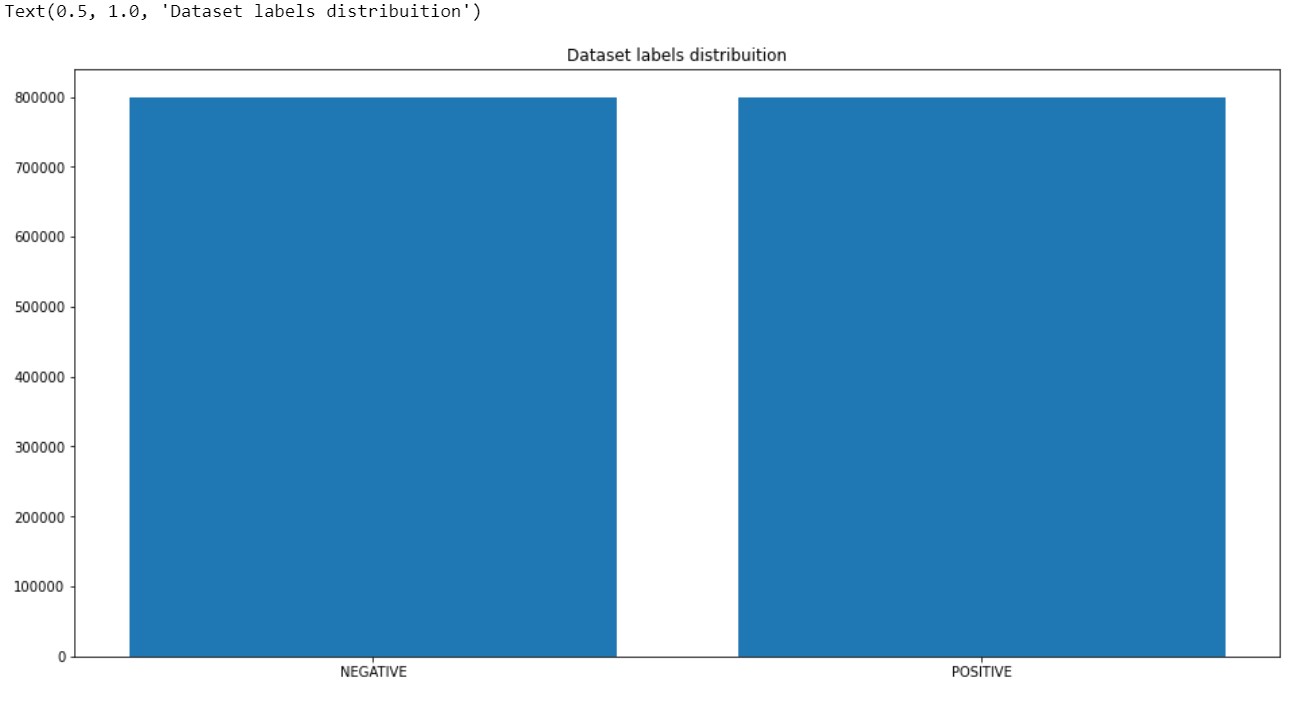 Text(0.5, 1.0, 'Dataset labels distribuition')
Dataset labels distribuition
800000
700000
600000
500000
400000
300000
200000
100000
0
NEGATIVE
POSITIVE